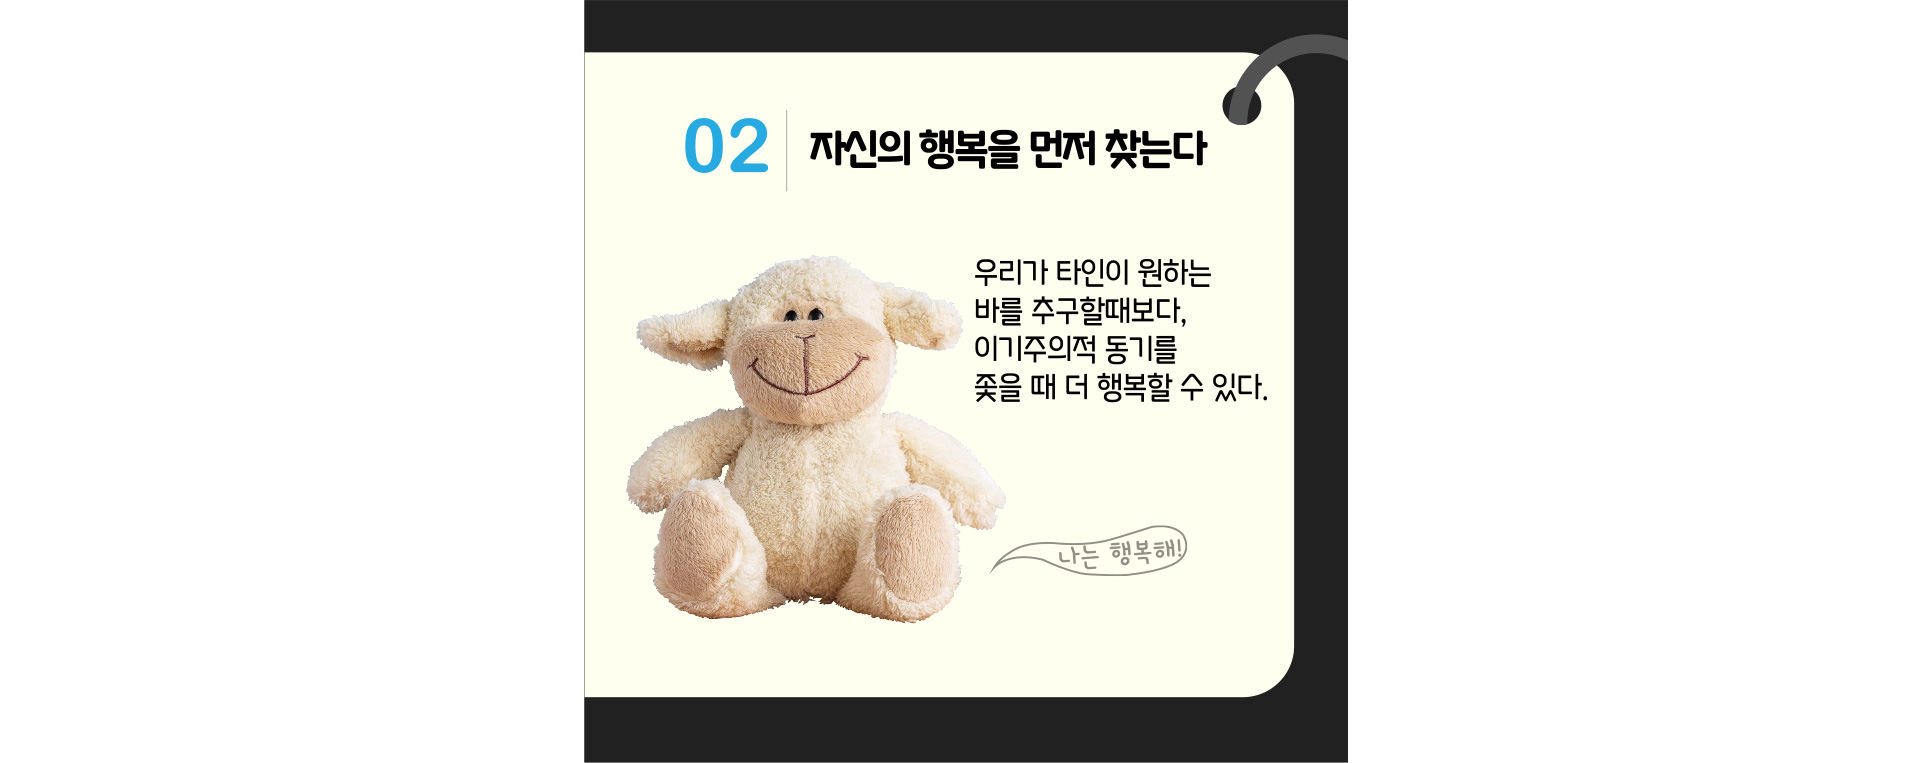 02
자신의 행복을 먼저 찾는다
우리가 타인이 원하는
바를 추구할때보다,
이기주의적 동기를
좇을 때 더 행복할 수 있다.
나는 행복해!